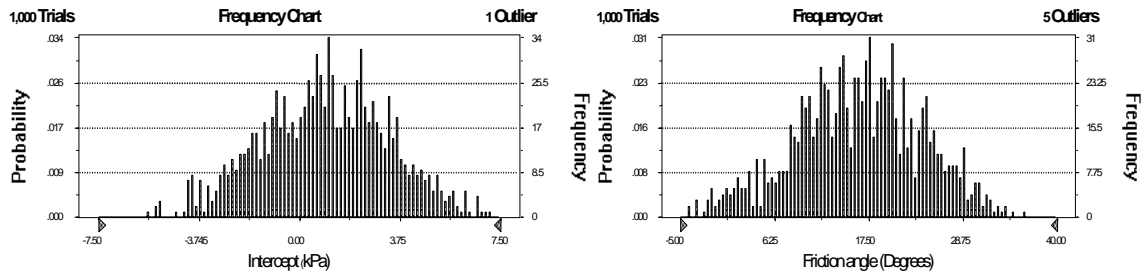 1,000 Trials Frequency Chart 1 Outlier
.034 34
.026 25.5
.017 17
.009 8.5
.000 0
Probability
Frequency
-7.50 -3.745 0.00 3.75 7.50
Intercept (kPa)
1,000 Trials Frequency Chart 5 Outliers
.031 31
.023 23.25
.016 15.5
.008 7.75
.000 0
Probability
Frequency
-5.00 6.25 17.50 28.75 40.00
Friction angle (Degrees)